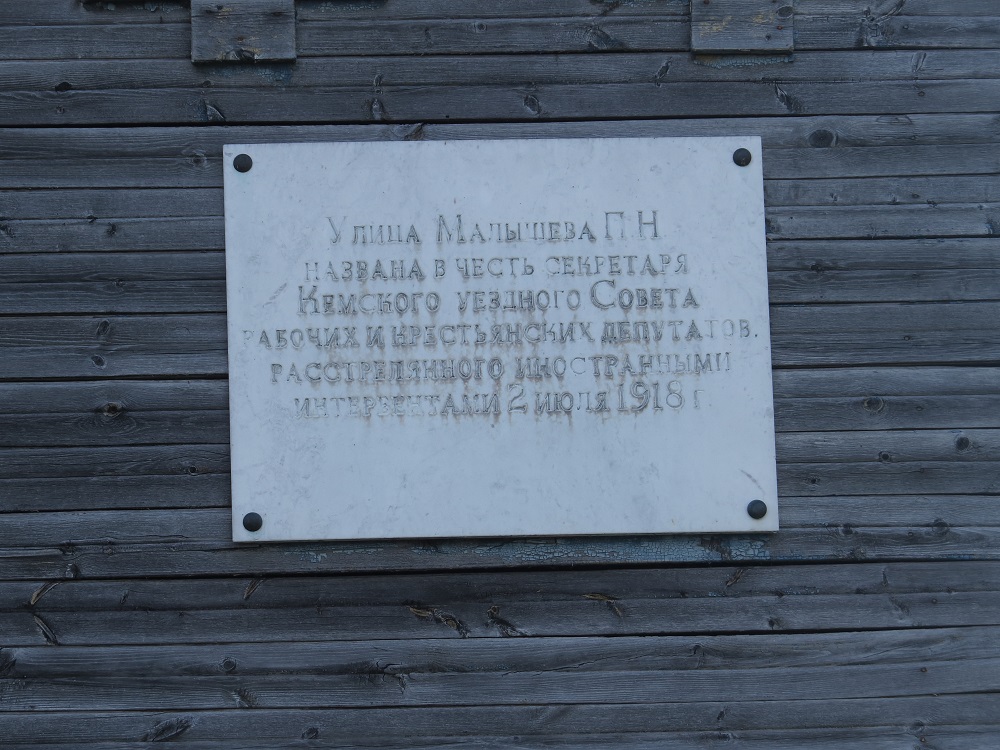 Улица Малышева П.Н.
названа в честь секретаря
Кемского уездного Совета
рабочих и крестьянских депутатов.
расстрелянного иностранными
интервентами 2 июля 1918 г.